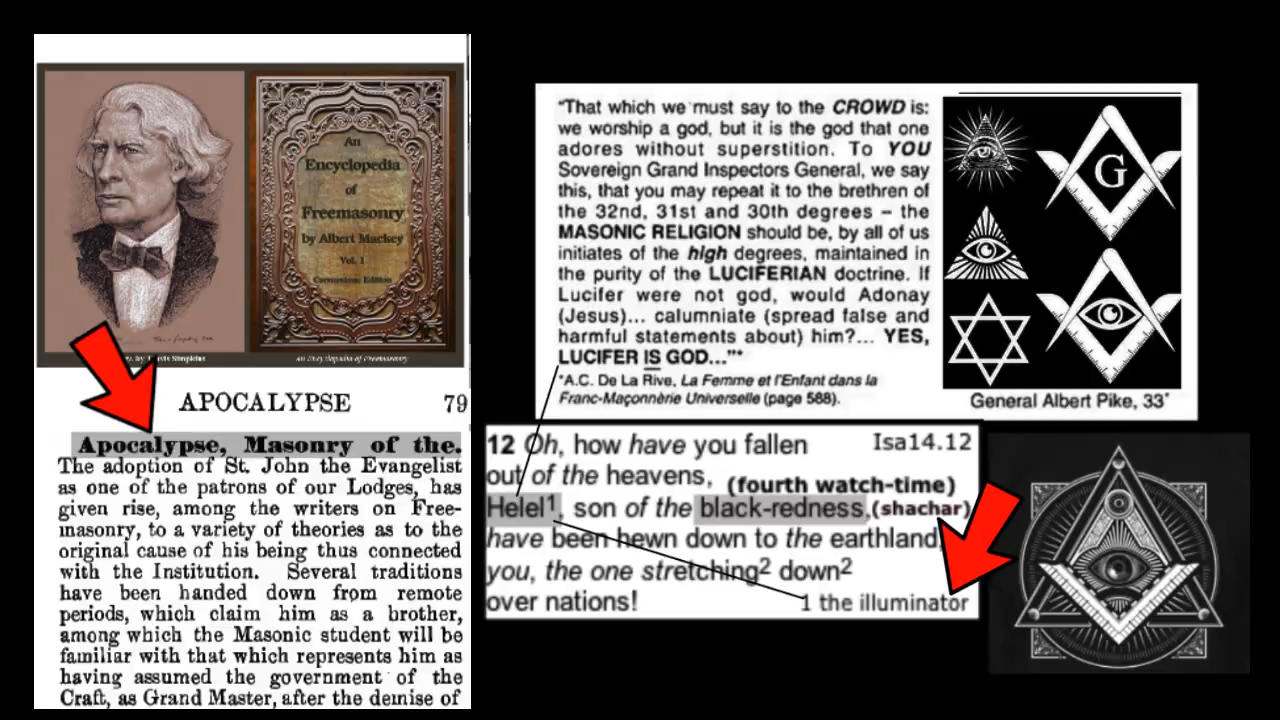 An
Encyclopedia
of
Freemasonry
by Albert Mackey
Vol. 1
Cornerstone Edition
An Encyclopedia of Freemasonry
APOCALYPSE 79
Apocalypse, Masonry of the.
The adoption of St. John the Evangelist
as one of the patrons of our Lodges, has
given rise, among the writers on Free-
masonry, to a variety of theories as to the
original cause of his being thus connected
with the Institution. Several traditions
have been handed down from remote
periods, which claim him as a brother,
among which the Masonic student will be
familiar with that which represents him as
having assumed the government of the
Craft, as Grand Master, after the demise of
"That which we must say to the CROWD is:
we worship a god, but it is the god that one
adores without superstition. To YOU
Sovereign Grand Inspectors General, we say
this, that you may repeat it to the brethren of
the 32nd, 31st and 30th degrees – the
MASONIC RELIGION should be, by all of us
initiates of the high degrees, maintained in
the purity of the LUCIFERIAN doctrine. If
Lucifer were not god, would Adonay
(Jesus)... calumniate (spread false and
harmful statements about) him?... YES,
LUCIFER IS GOD..."*
*A.C. De La Rive, La Femme et l'Enfant dans la
Franc-Maçonnèrie Universelle (page 588).
G
General Albert Pike, 33°
12 Oh, how have you fallen Isa14.12
out of the heavens, (fourth watch-time)
Helel¹, son of the black-redness,(shachar)
have been hewn down to the earthland,
you, the one stretching² down²
over nations! 1 the illuminator